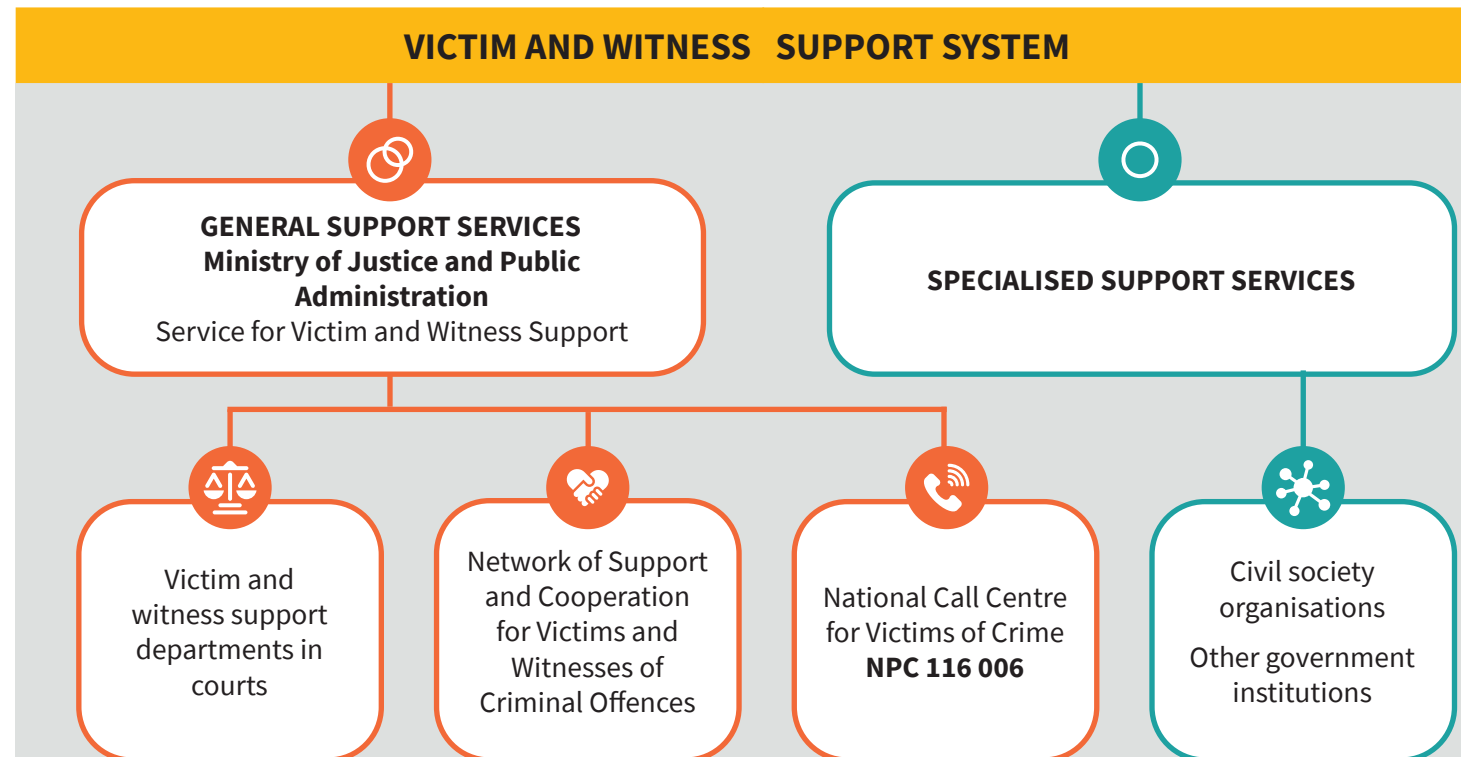 VICTIM AND WITNESS SUPPORT SYSTEM
GENERAL SUPPORT SERVICES
Ministry of Justice and Public
Administration
Service for Victim and Witness Support
SPECIALISED SUPPORT SERVICES
Victim and
witness support
departments in
courts
Network of Support
and Cooperation
for Victims and
Witnesses of
Criminal Offences
National Call Centre
for Victims of Crime
NPC 116 006
Civil society
organisations
Other government
institutions